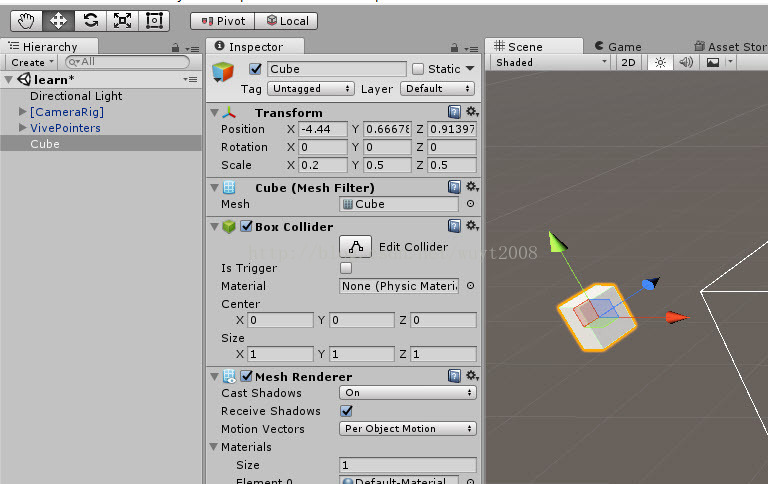 Pivot Local
Hierarchy Inspector Scene Game Asset Stor
Create All Cube Static Shaded 2D
learn* Tag Untagged Layer Default
Directional Light
[CameraRig]
VivePointers
Cube
Transform
Position X -4.44 Y 0.66678 Z 0.91397
Rotation X 0 Y 0 Z 0
Scale X 0.2 Y 0.5 Z 0.5
Cube (Mesh Filter)
Mesh Cube
Box Collider
Edit Collider
Is Trigger
Material None (Physic Materi
Center
X 0 Y 0 Z 0
Size
X 1 Y 1 Z 1
Mesh Renderer
Cast Shadows On
Receive Shadows
Motion Vectors Per Object Motion
Materials
Size 1
Element 0 Default-Material